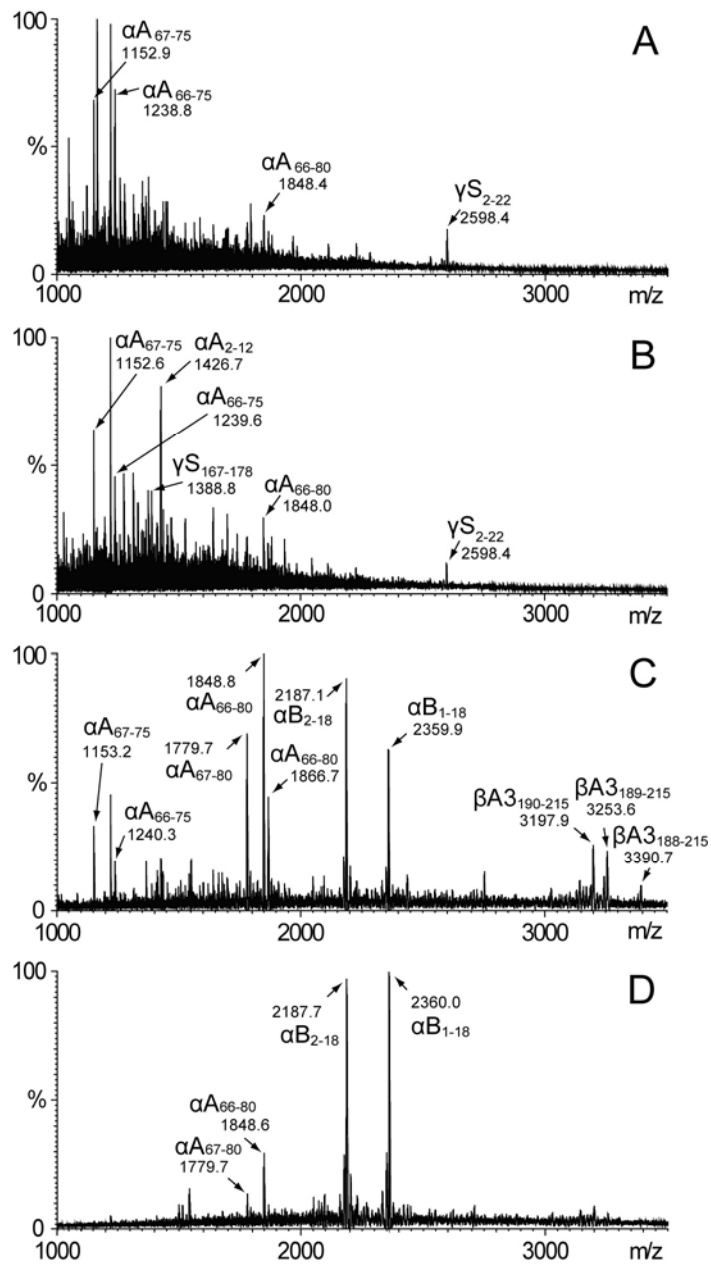 100
A
αA67-75
1152.9
αA66-75
1238.8
%
αA66-80
1848.4
γS2-22
2598.4
0
1000 2000 3000 m/z
100
B
αA67-75
1152.6
αA2-12
1426.7
αA66-75
1239.6
%
γS167-178
1388.8
αA66-80
1848.0
γS2-22
2598.4
0
1000 2000 3000 m/z
100
C
1848.8
αA66-80
2187.1
αB2-18
αB1-18
2359.9
αA67-75
1153.2
1779.7
αA67-80
αA66-80
1866.7
%
αA66-75
1240.3
βA3190-215
3197.9
βA3189-215
3253.6
βA3188-215
3390.7
0
1000 2000 3000 m/z
100
D
2187.7
αB2-18
2360.0
αB1-18
%
αA66-80
1848.6
αA67-80
1779.7
0
1000 2000 3000 m/z